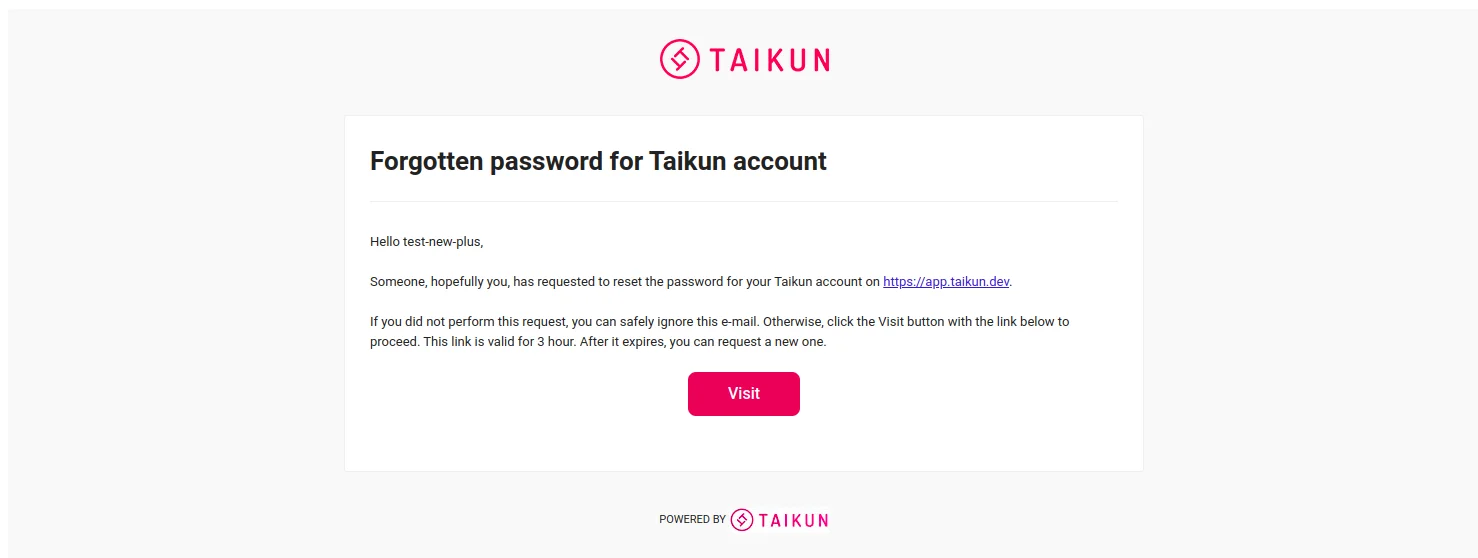 TAIKUN
Forgotten password for Taikun account
Hello test-new-plus,
Someone, hopefully you, has requested to reset the password for your Taikun account on https://app.taikun.dev.
If you did not perform this request, you can safely ignore this e-mail. Otherwise, click the Visit button with the link below to
proceed. This link is valid for 3 hour. After it expires, you can request a new one.
Visit
POWERED BY TAIKUN